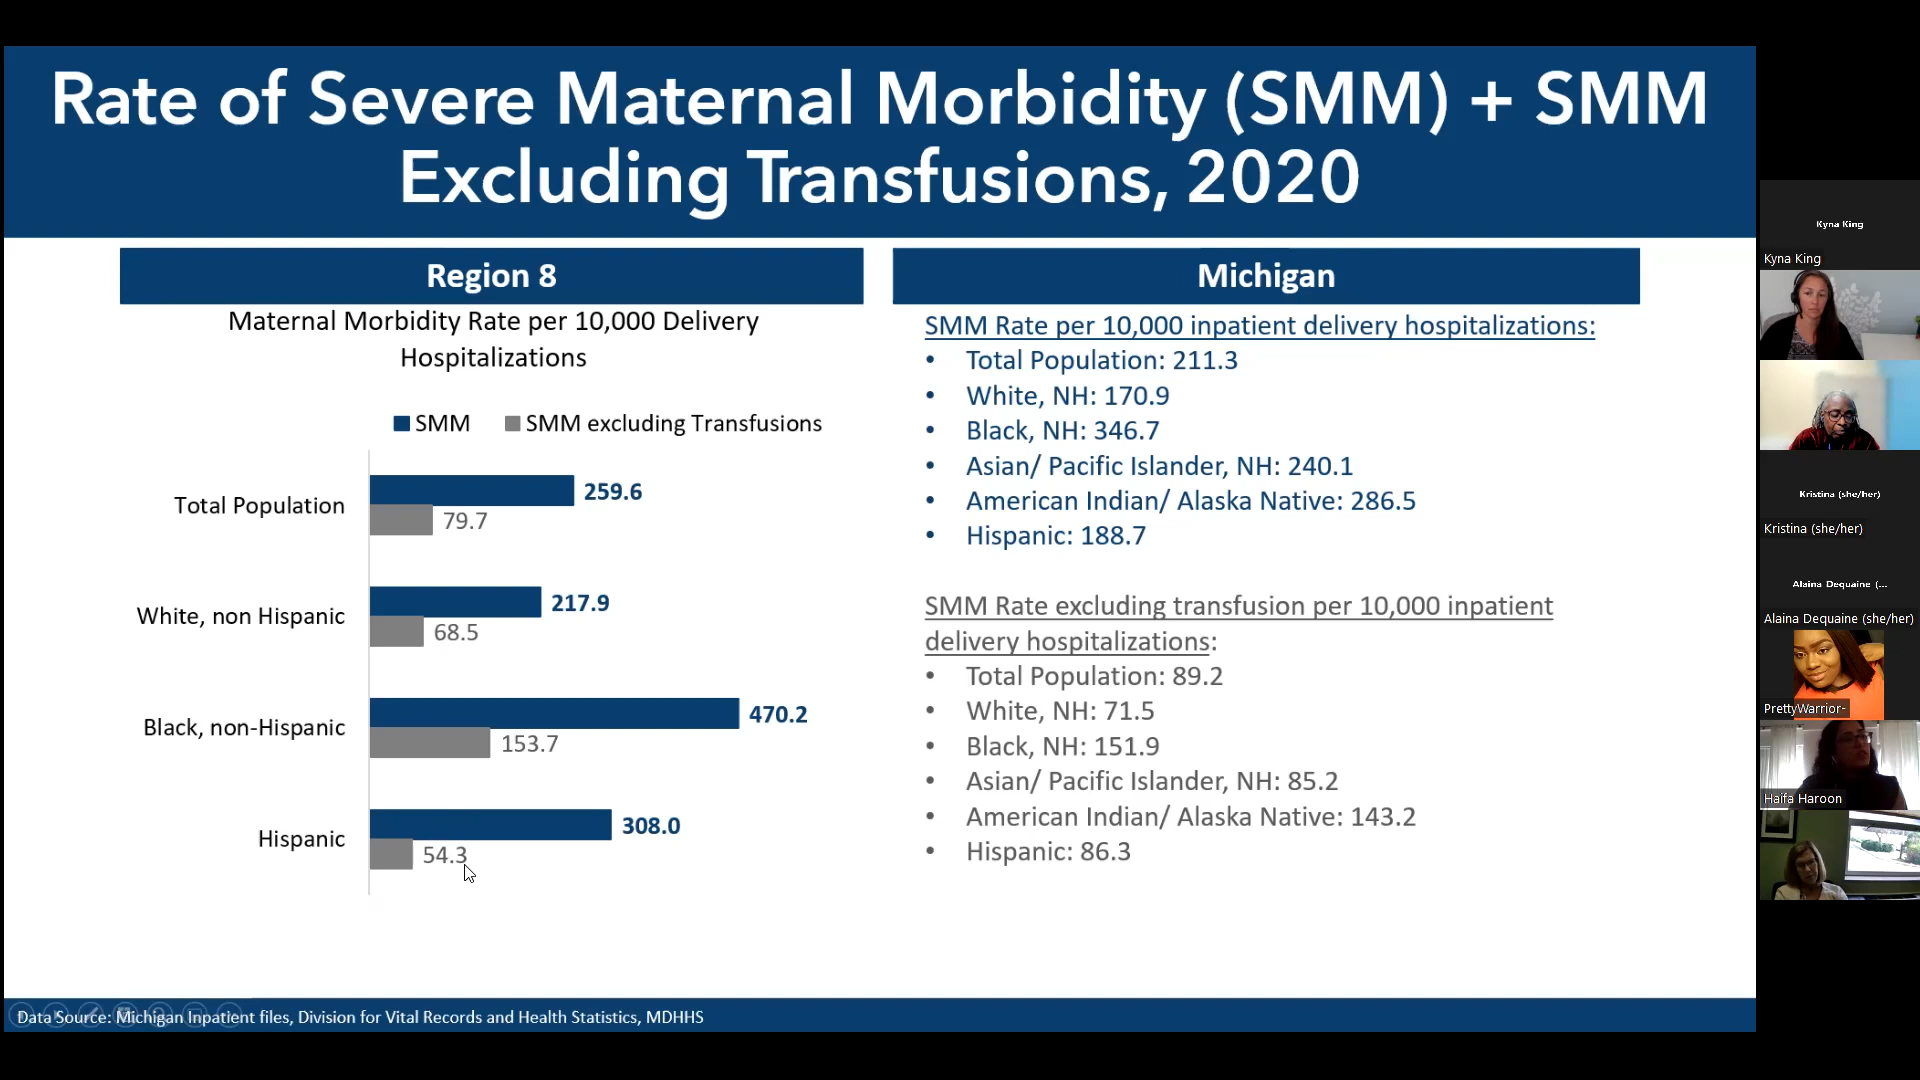 Rate of Severe Maternal Morbidity (SMM) + SMM
Excluding Transfusions, 2020
Region 8
Maternal Morbidity Rate per 10,000 Delivery
Hospitalizations
SMM
SMM excluding Transfusions
Total Population
259.6
79.7
White, non Hispanic
217.9
68.5
Black, non-Hispanic
470.2
153.7
Hispanic
308.0
54.3
Michigan
SMM Rate per 10,000 inpatient delivery hospitalizations:
• Total Population: 211.3
• White, NH: 170.9
• Black, NH: 346.7
• Asian/ Pacific Islander, NH: 240.1
• American Indian/ Alaska Native: 286.5
• Hispanic: 188.7
SMM Rate excluding transfusion per 10,000 inpatient
delivery hospitalizations:
• Total Population: 89.2
• White, NH: 71.5
• Black, NH: 151.9
• Asian/ Pacific Islander, NH: 85.2
• American Indian/ Alaska Native: 143.2
• Hispanic: 86.3
Data Source: Michigan Inpatient files, Division for Vital Records and Health Statistics, MDHHS
Kyna King
Kyna King
Kristina (she/her)
Kristina (she/her)
Alaina Dequaine (...
Alaina Dequaine (she/her)
PrettyWarrior-
Haifa Haroon